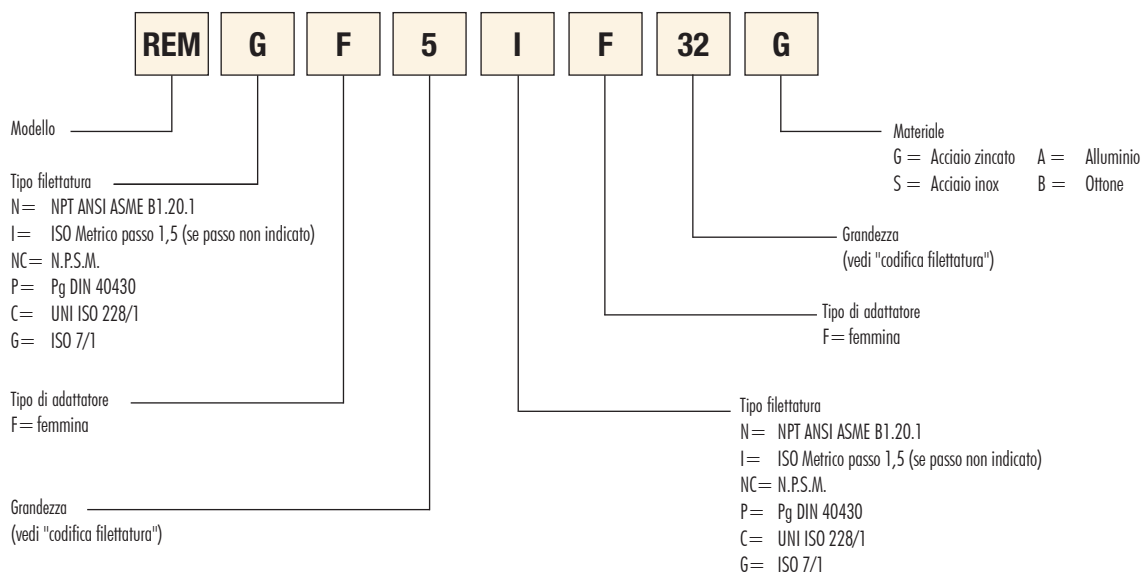 REM G F 5 I F 32 G
Modello
Tipo filettatura
N= NPT ANSI ASME B1.20.1
I= ISO Metrico passo 1,5 (se passo non indicato)
NC= N.P.S.M.
P= Pg DIN 40430
C= UNI ISO 228/1
G= ISO 7/1
Tipo di adattatore
F= femmina
Grandezza
(vedi "codifica filettatura")
Materiale
G = Acciaio zincato A = Alluminio
S = Acciaio inox B = Ottone
Grandezza
(vedi "codifica filettatura")
Tipo di adattatore
F= femmina
Tipo filettatura
N= NPT ANSI ASME B1.20.1
I= ISO Metrico passo 1,5 (se passo non indicato)
NC= N.P.S.M.
P= Pg DIN 40430
C= UNI ISO 228/1
G= ISO 7/1